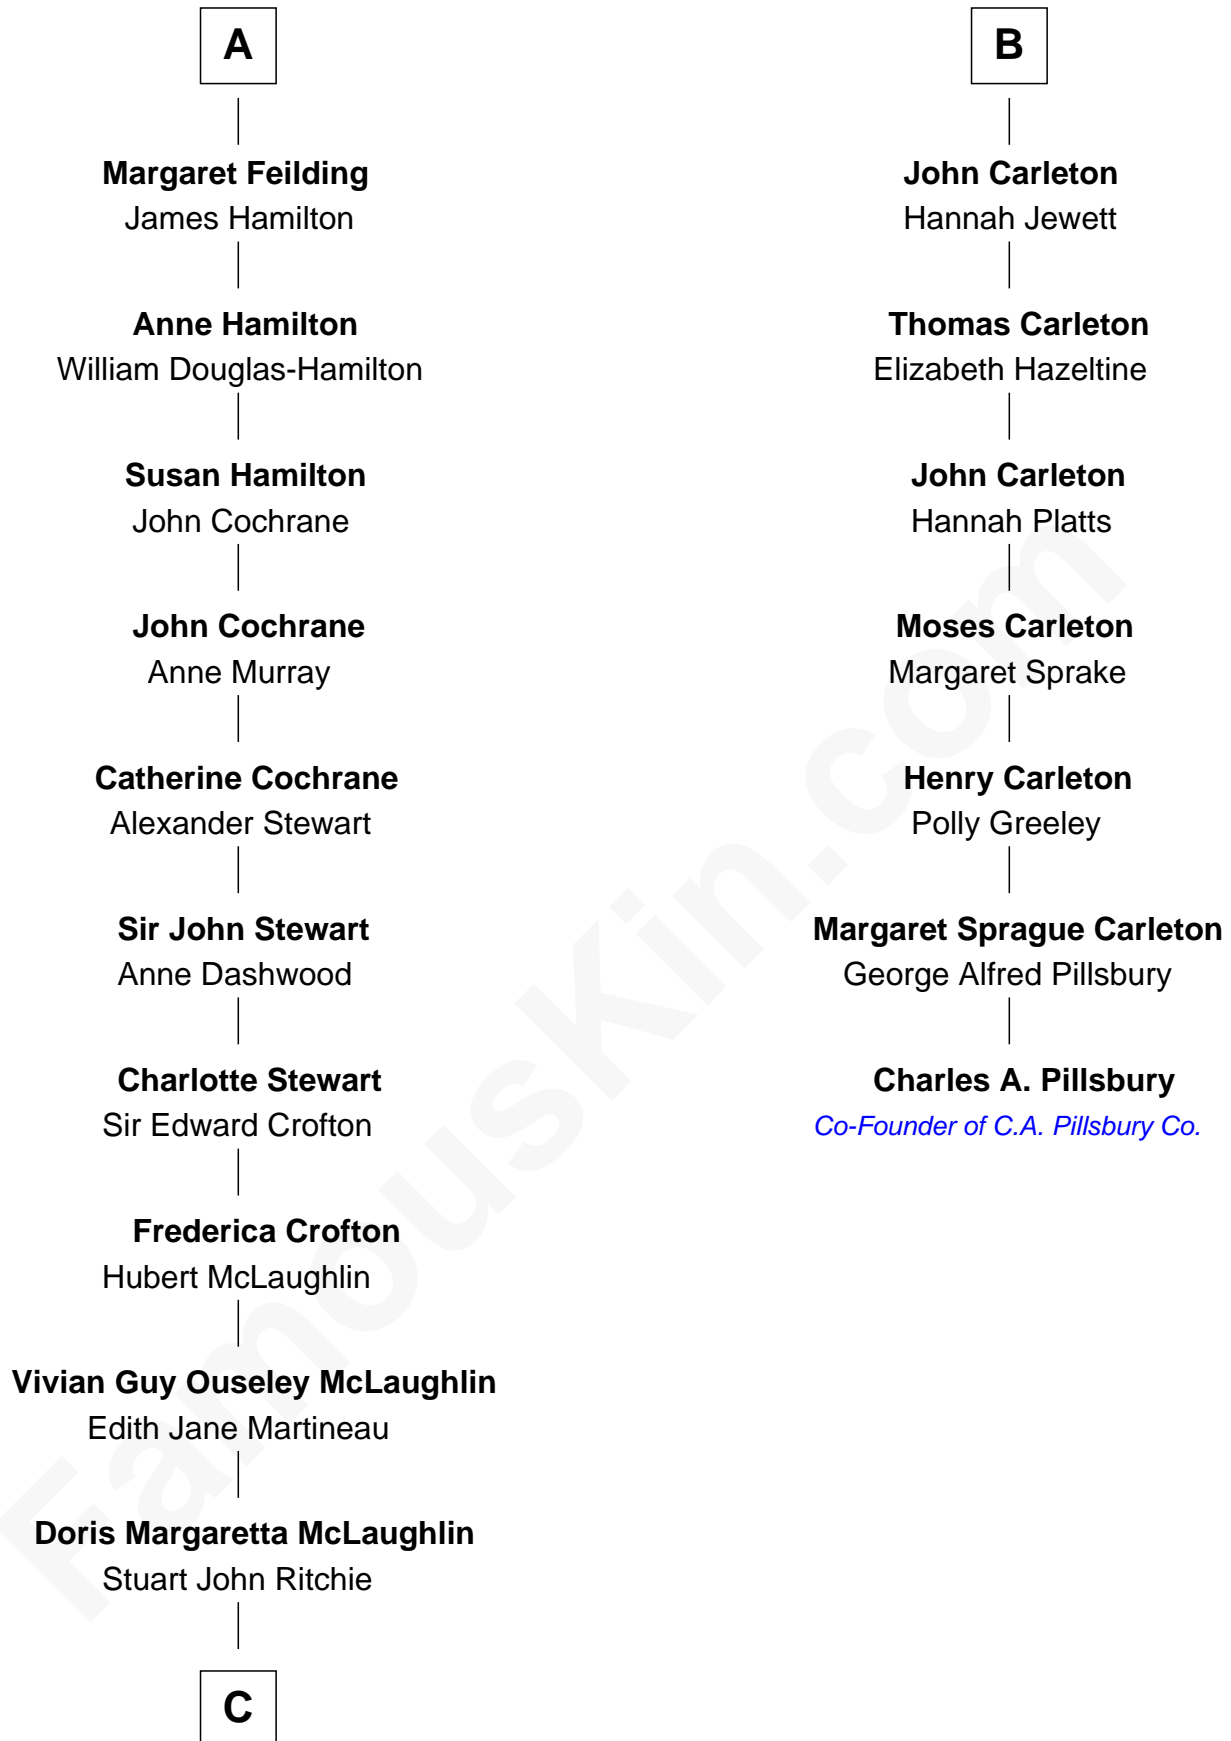 A
Margaret Feilding
James Hamilton
Anne Hamilton
William Douglas-Hamilton
Susan Hamilton
John Cochrane
John Cochrane
Anne Murray
Catherine Cochrane
Alexander Stewart
Sir John Stewart
Anne Dashwood
Charlotte Stewart
Sir Edward Crofton
Frederica Crofton
Hubert McLaughlin
Vivian Guy Ouseley McLaughlin
Edith Jane Martineau
Doris Margaretta McLaughlin
Stuart John Ritchie
C
B
John Carleton
Hannah Jewett
Thomas Carleton
Elizabeth Hazeltine
John Carleton
Hannah Platts
Moses Carleton
Margaret Sprake
Henry Carleton
Polly Greeley
Margaret Sprague Carleton
George Alfred Pillsbury
Charles A. Pillsbury
Co-Founder of C.A. Pillsbury Co.
FamousKin.com